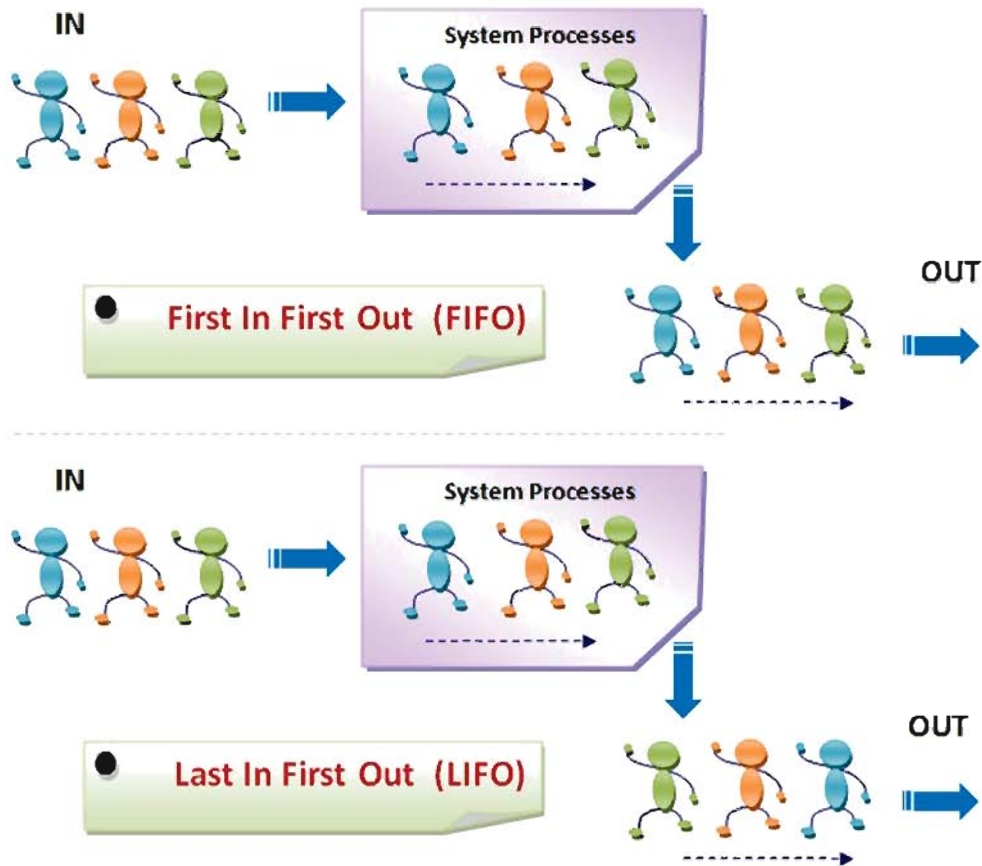 IN
System Processes
OUT
First In First Out (FIFO)
IN
System Processes
OUT
Last In First Out (LIFO)